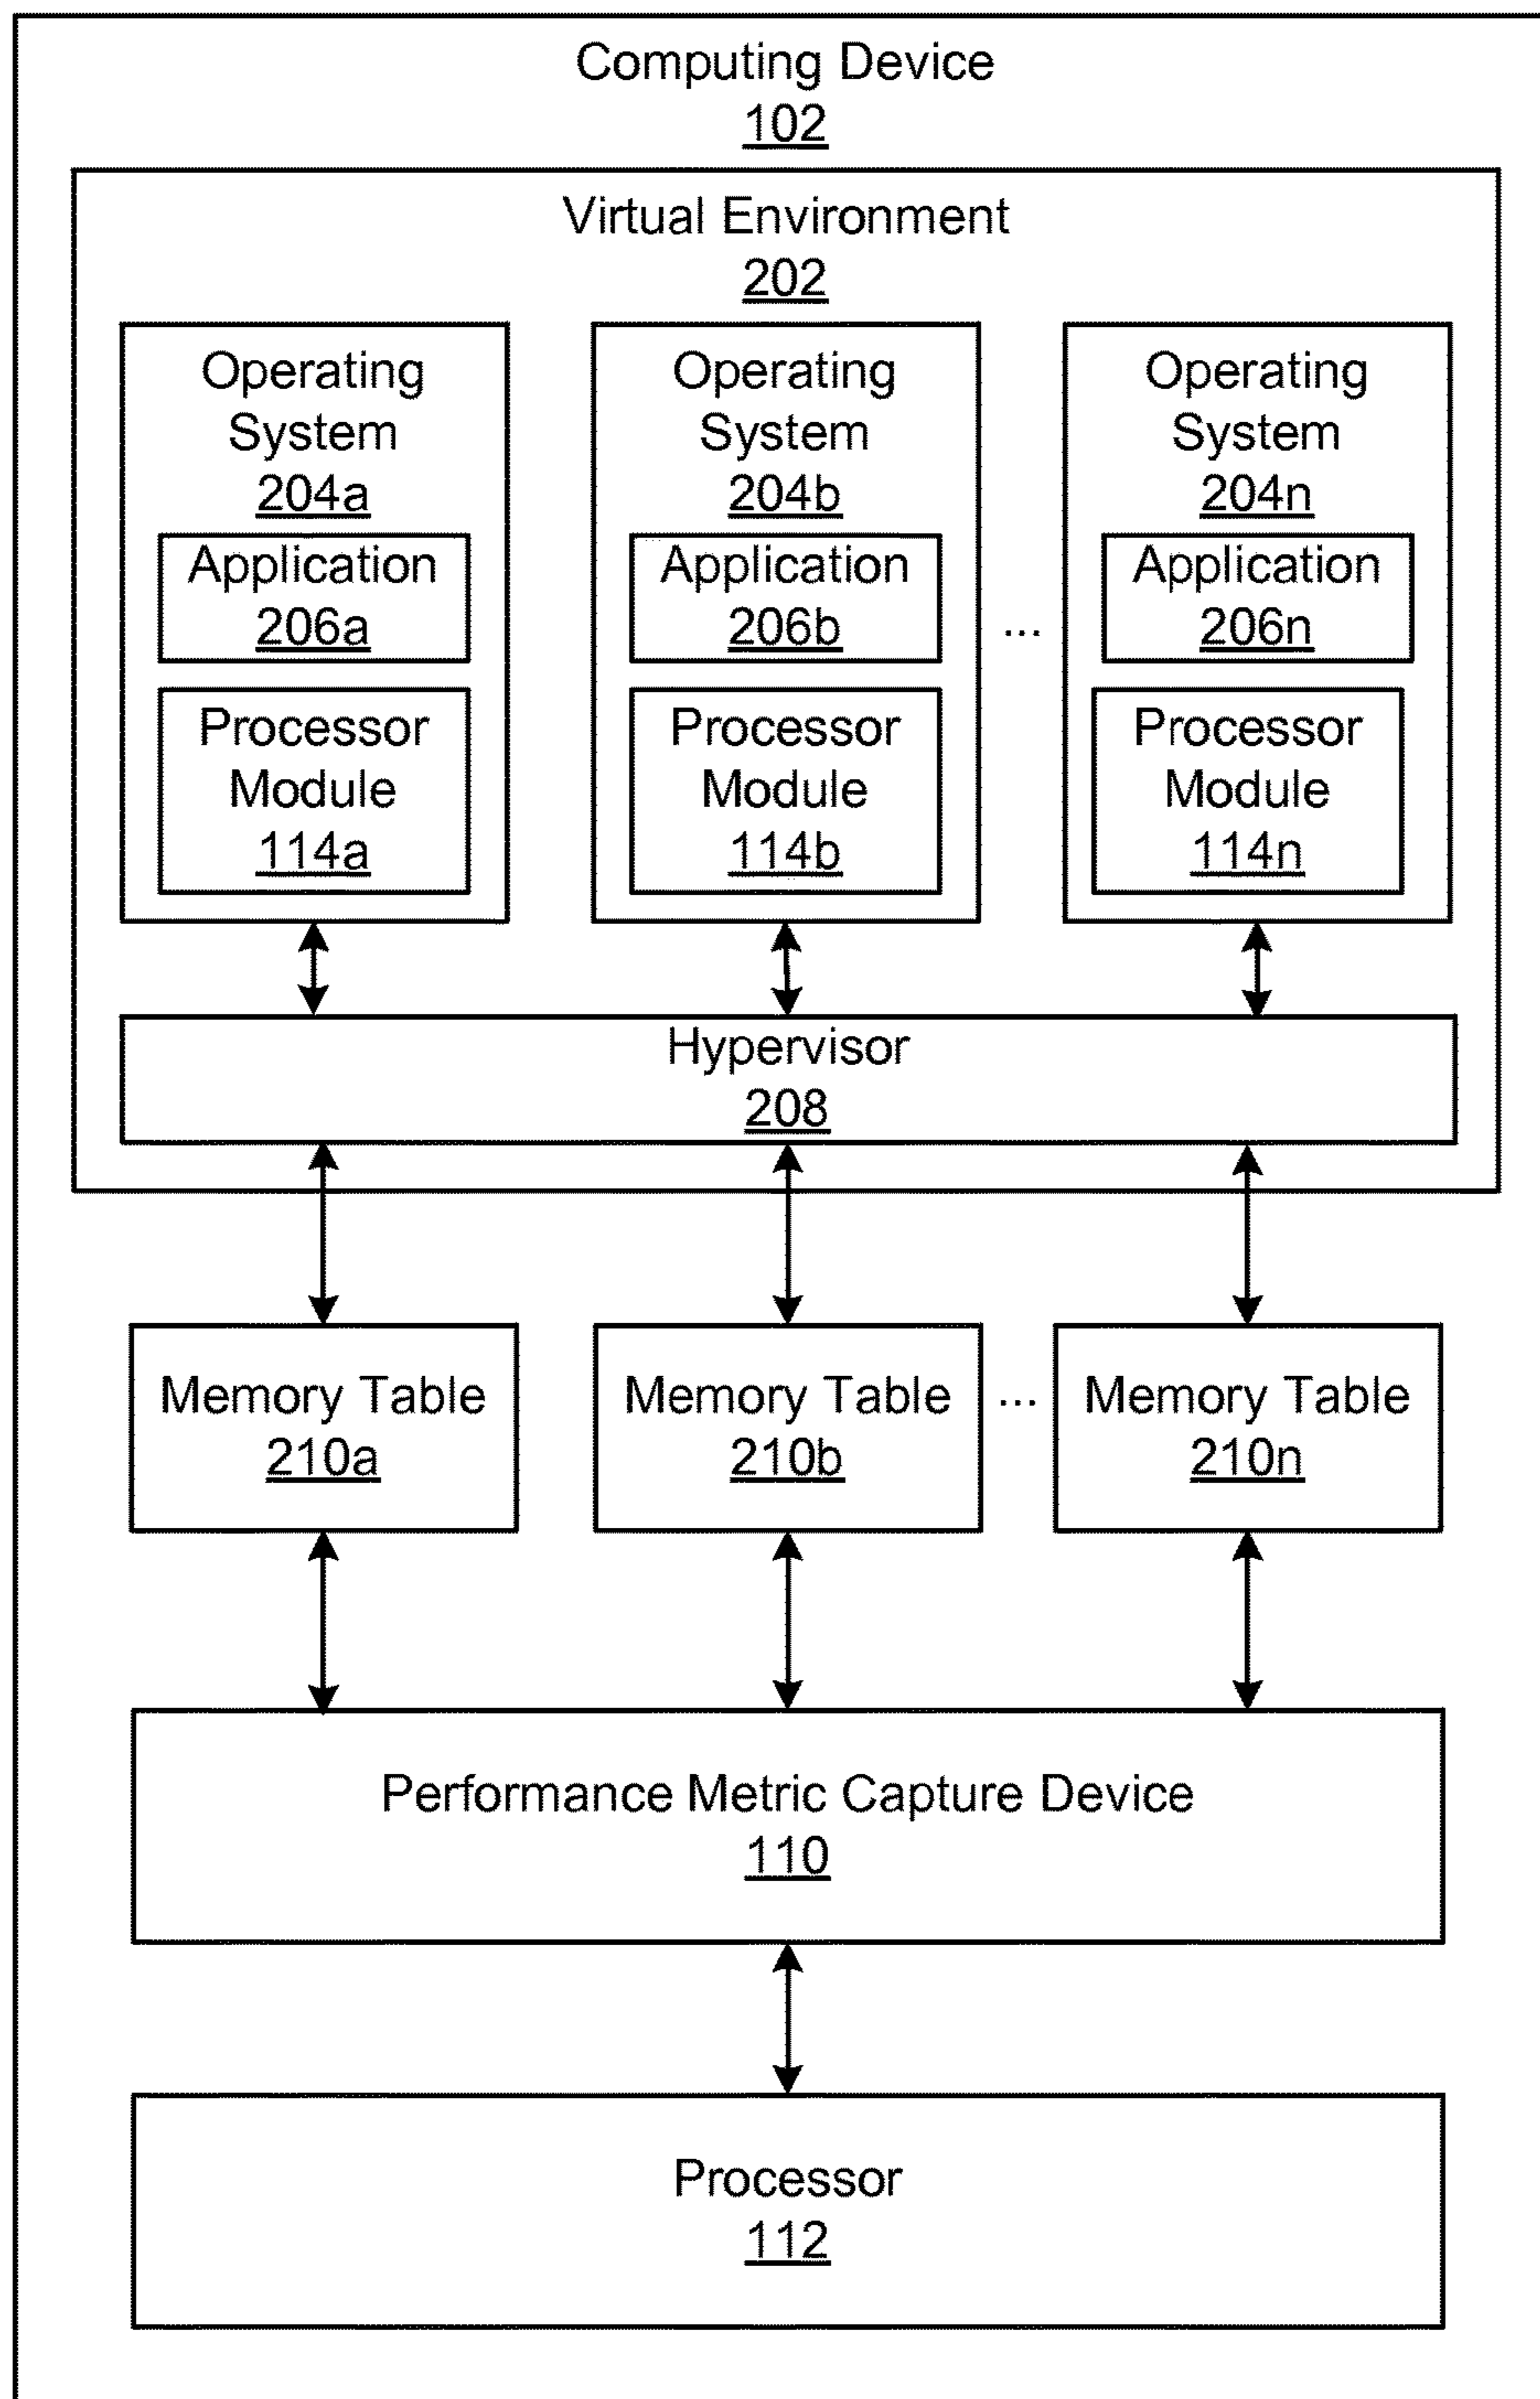 Computing Device
102
Virtual Environment
202
Operating
System
204a
Application
206a
Processor
Module
114a
Operating
System
204b
Application
206b
Processor
Module
114b
...
Operating
System
204n
Application
206n
Processor
Module
114n
Hypervisor
208
Memory Table
210a
Memory Table
210b
...
Memory Table
210n
Performance Metric Capture Device
110
Processor
112